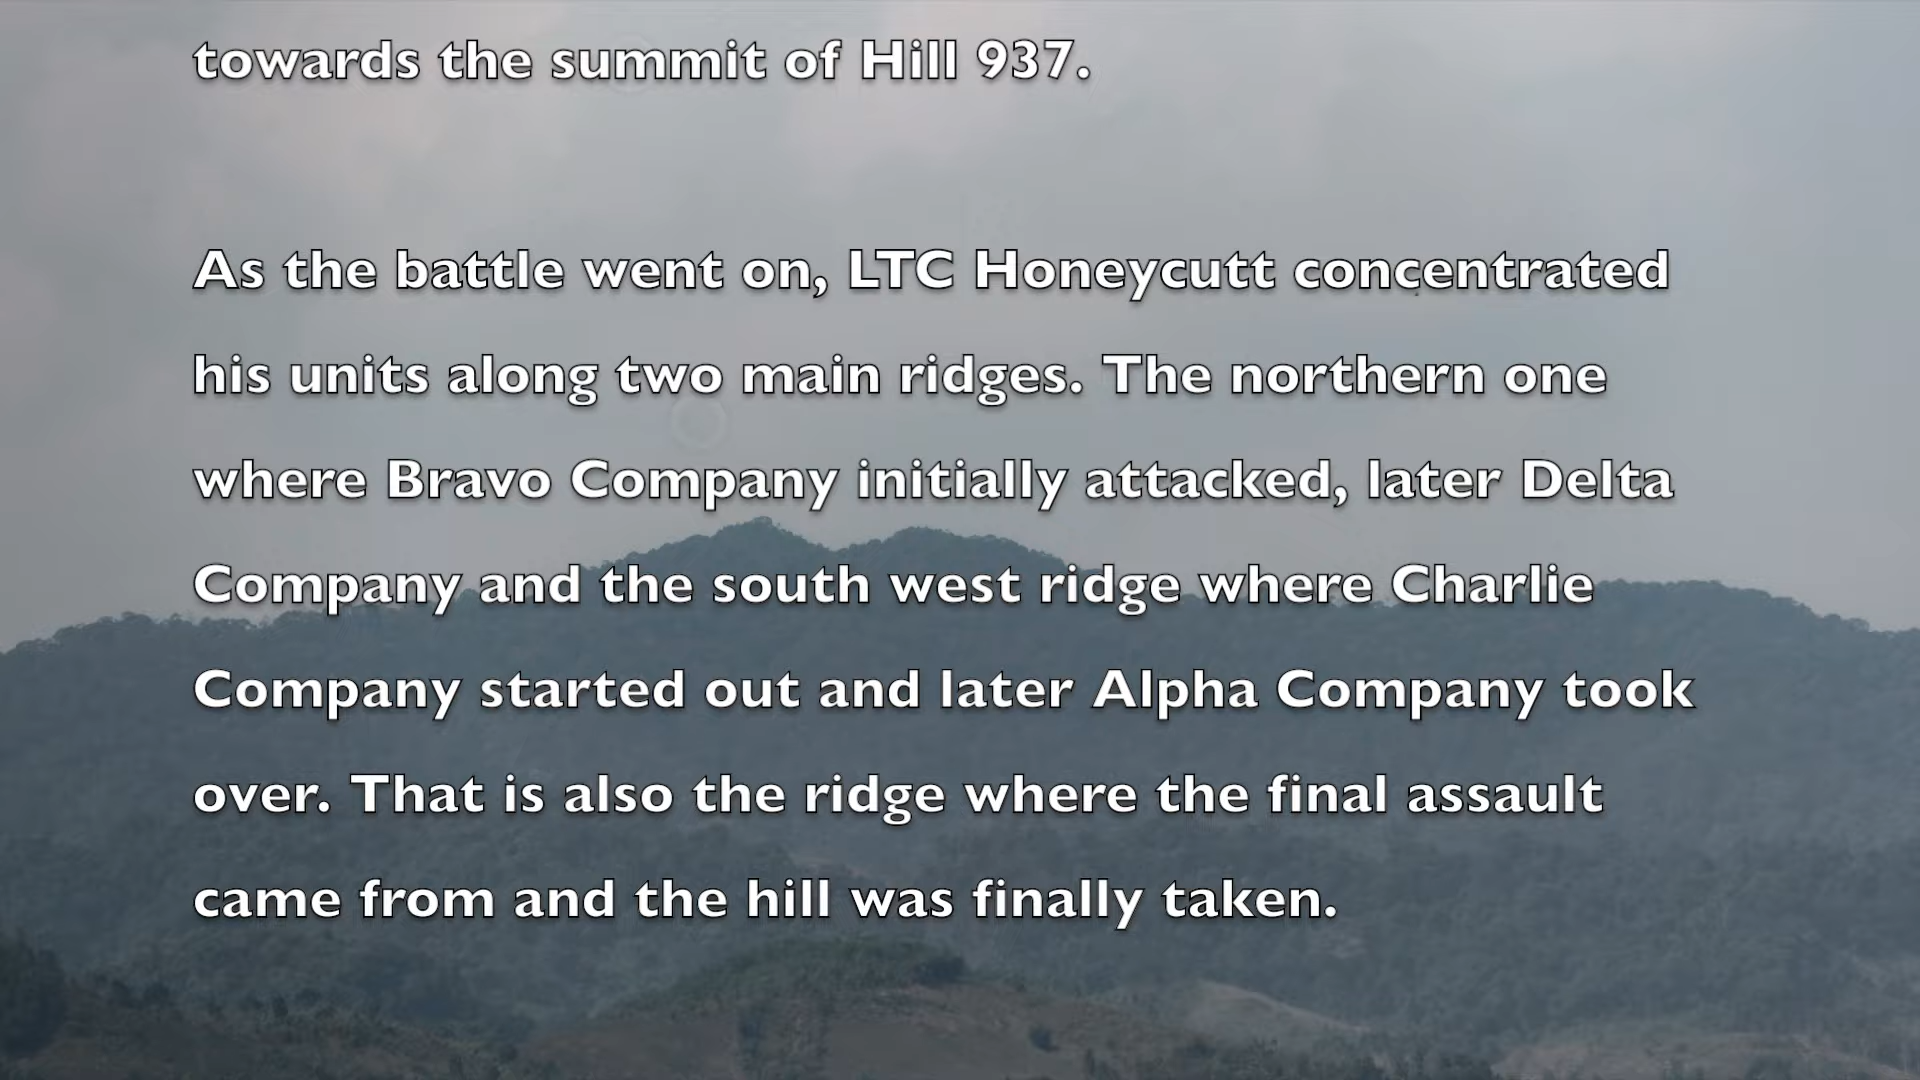 towards the summit of Hill 937.
As the battle went on, LTC Honeycutt concentrated
his units along two main ridges. The northern one
where Bravo Company initially attacked, later Delta
Company and the south west ridge where Charlie
Company started out and later Alpha Company took
over. That is also the ridge where the final assault
came from and the hill was finally taken.